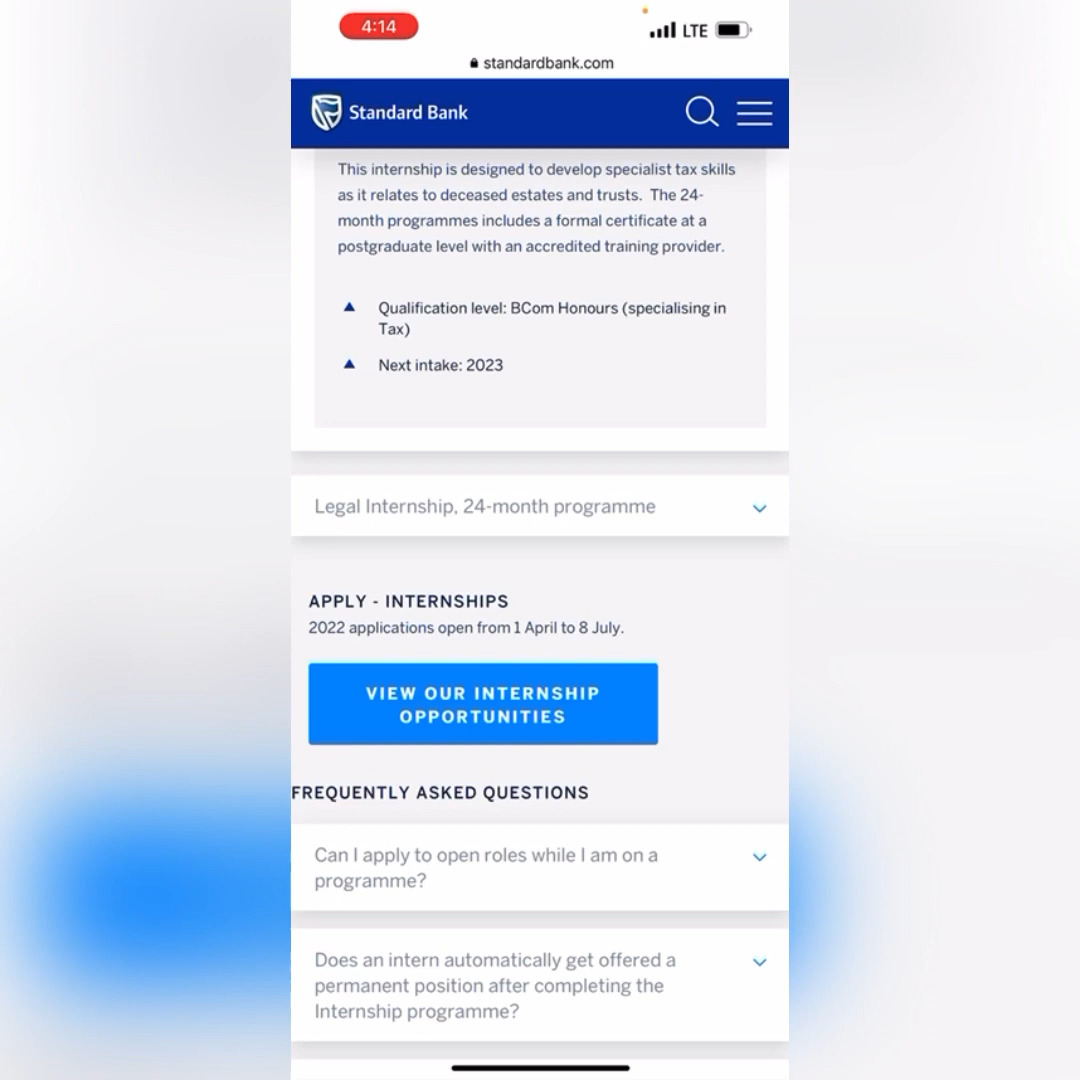 4:14
LTE
standardbank.com
Standard Bank
This internship is designed to develop specialist tax skills
as it relates to deceased estates and trusts. The 24-
month programmes includes a formal certificate at a
postgraduate level with an accredited training provider.
Qualification level: BCom Honours (specialising in
Tax)
Next intake: 2023
Legal Internship, 24-month programme
APPLY - INTERNSHIPS
2022 applications open from 1 April to 8 July.
VIEW OUR INTERNSHIP
OPPORTUNITIES
FREQUENTLY ASKED QUESTIONS
Can I apply to open roles while I am on a
programme?
Does an intern automatically get offered a
permanent position after completing the
Internship programme?